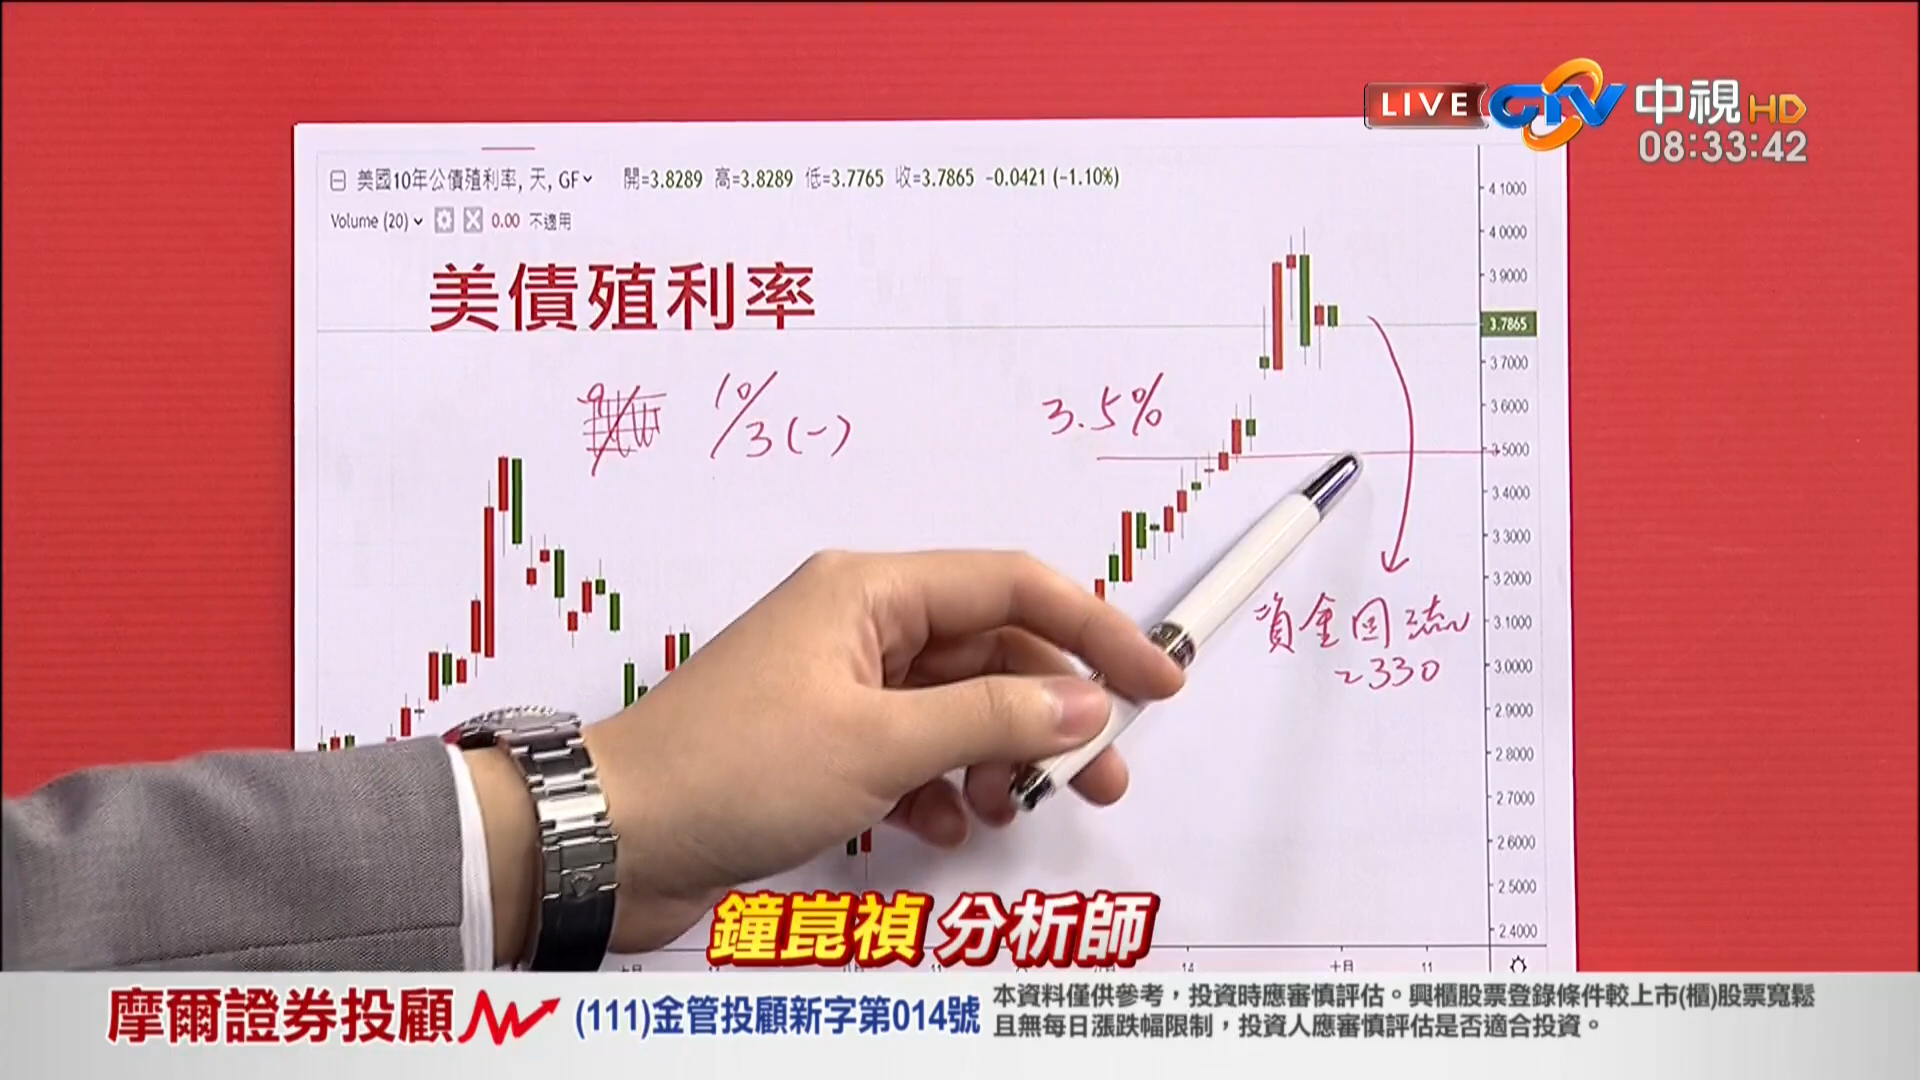 LIVE CTV 中視HD
08:33:42
美國10年公債殖利率, 天, GF 開=3.8289 高=3.8289 低=3.7765 收=3.7865 -0.0421 (-1.10%)
Volume (20) 0.00 不適用
美債殖利率
10/3(一)
3.5%
資金回流
2330
4.1000
4.0000
3.9000
3.7865
3.7000
3.6000
3.5000
3.4000
3.3000
3.2000
3.1000
3.0000
2.9000
2.8000
2.7000
2.6000
2.5000
2.4000
14 十月 11
鐘崑禎 分析師
摩爾證券投顧 (111)金管投顧新字第014號
本資料僅供參考，投資時應審慎評估。興櫃股票登錄條件較上市(櫃)股票寬鬆
且無每日漲跌幅限制，投資人應審慎評估是否適合投資。